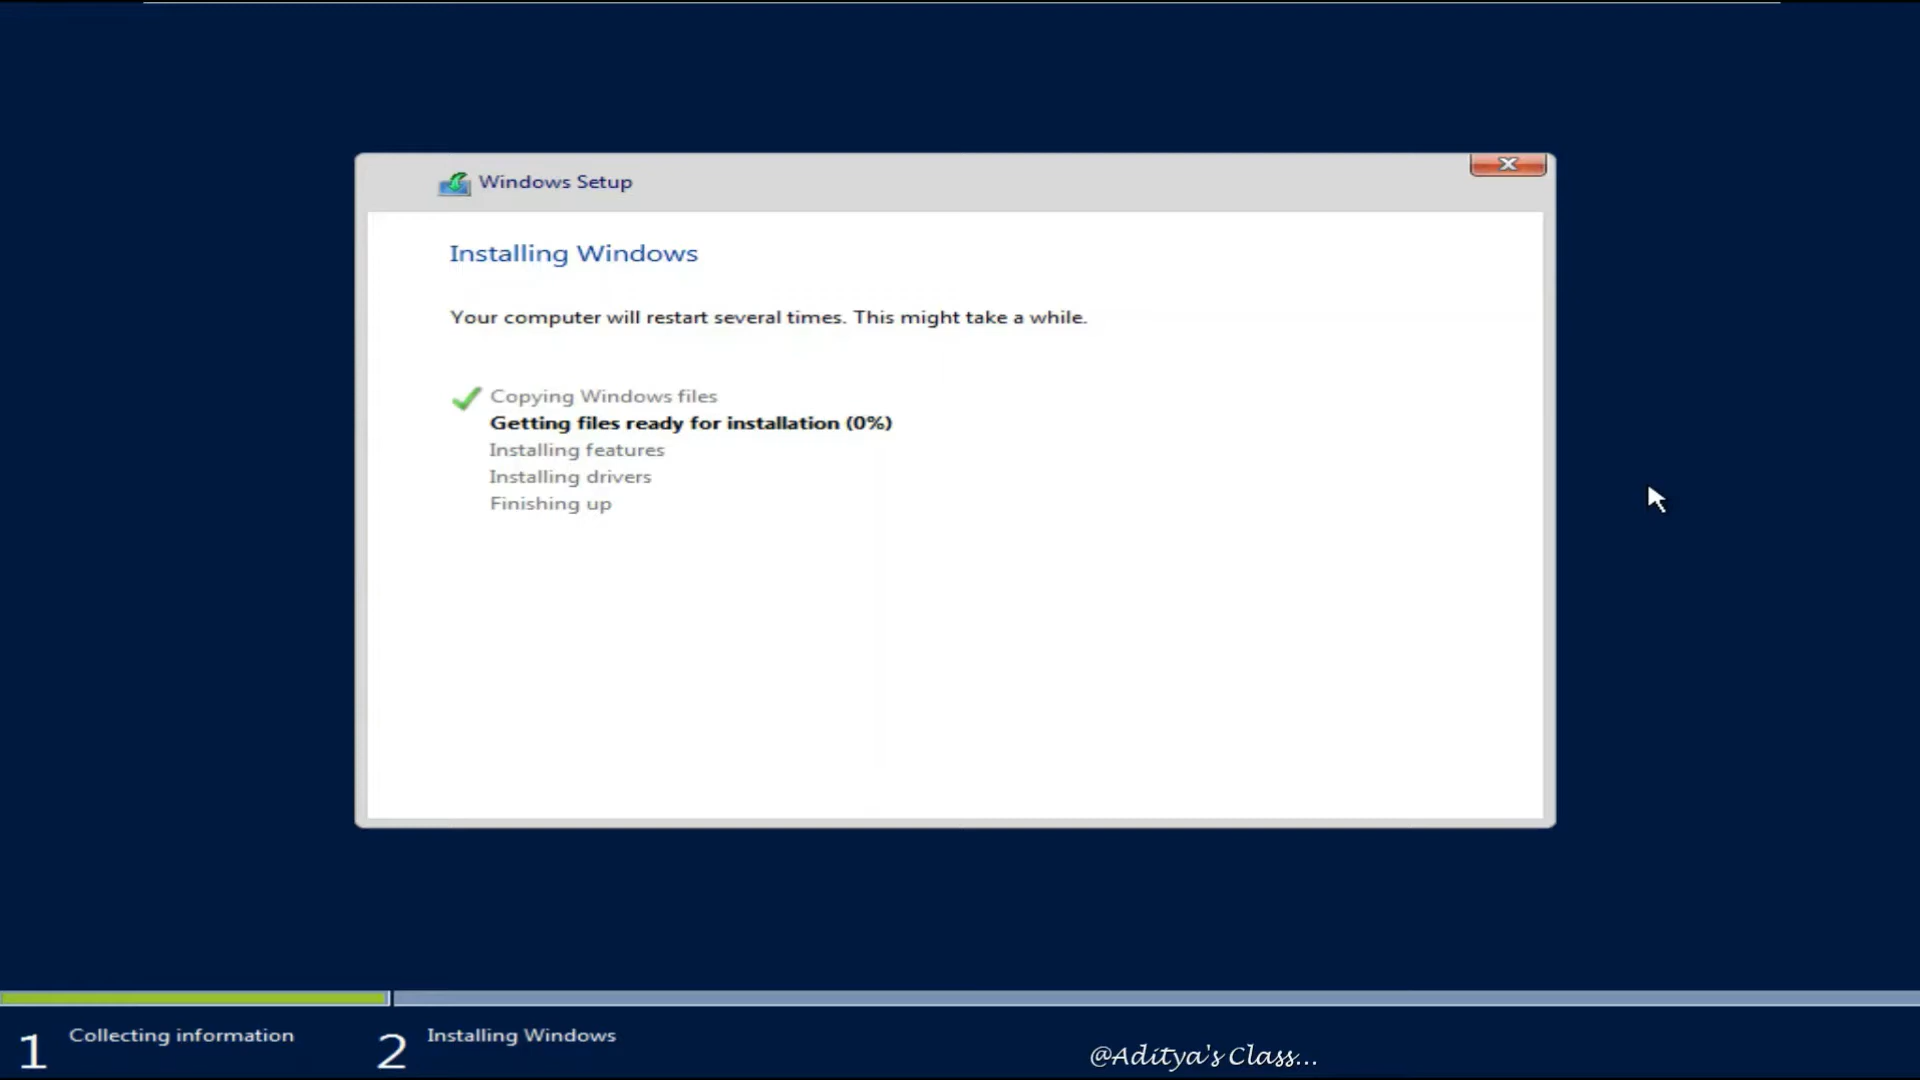 Windows Setup
Installing Windows
Your computer will restart several times. This might take a while.
Copying Windows files
Getting files ready for installation (0%)
Installing features
Installing drivers
Finishing up
1 Collecting information
2 Installing Windows
@Aditya's Class...